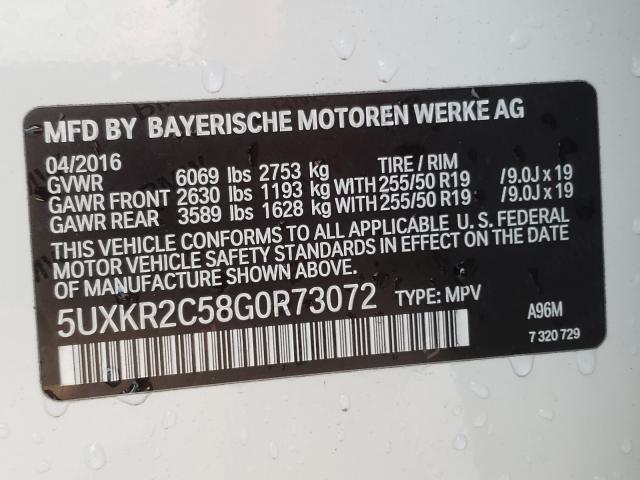 MFD BY BAYERISCHE MOTOREN WERKE AG
04/2016 TIRE / RIM
GVWR 6069 lbs 2753 kg
GAWR FRONT 2630 lbs 1193 kg WITH 255/50 R19 /9.0J x 19
GAWR REAR 3589 lbs 1628 kg WITH 255/50 R19 /9.0J x 19
THIS VEHICLE CONFORMS TO ALL APPLICABLE U. S. FEDERAL
MOTOR VEHICLE SAFETY STANDARDS IN EFFECT ON THE DATE
OF MANUFACTURE SHOWN ABOVE.
5UXKR2C58G0R73072 TYPE: MPV A96M
7 320 729